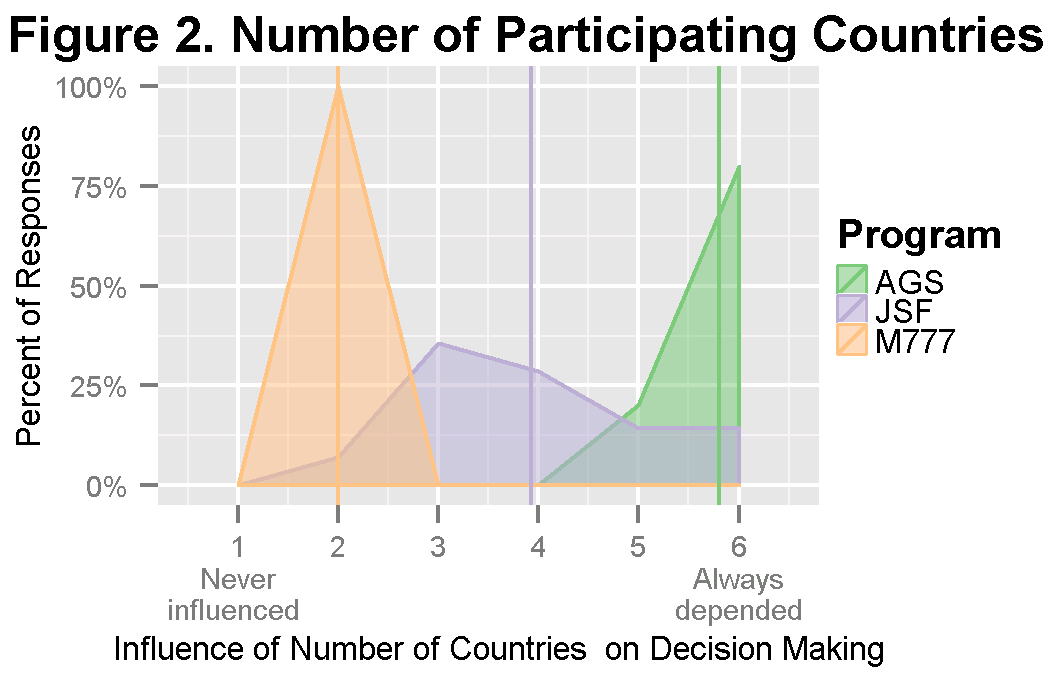 Figure 2. Number of Participating Countries
Percent of Responses
100%
75%
50%
25%
0%
1
2
3
4
5
6
Never
influenced
Always
depended
Influence of Number of Countries  on Decision Making
Program
AGS
JSF
M777